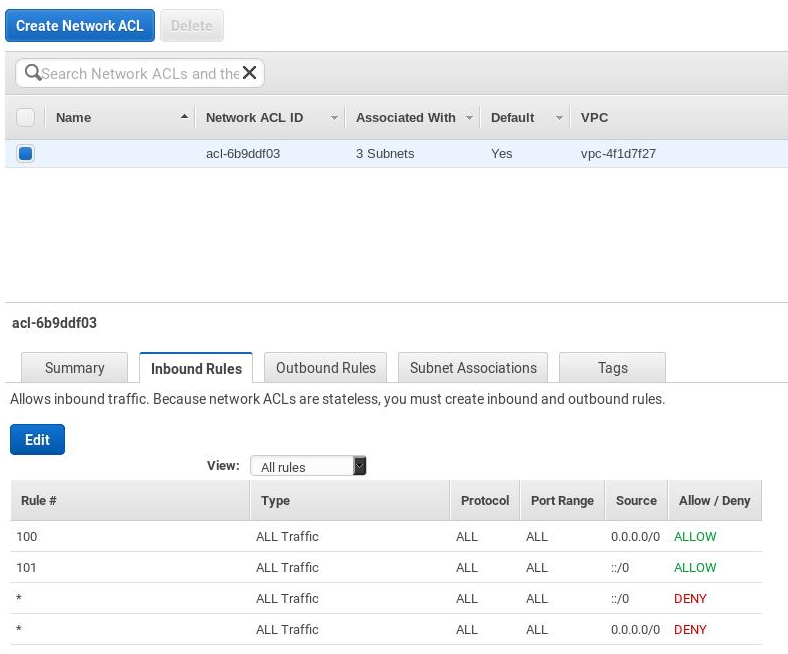 Create Network ACL Delete
Search Network ACLs and the
Name Network ACL ID Associated With Default VPC
acl-6b9ddf03 3 Subnets Yes vpc-4f1d7f27
acl-6b9ddf03
Summary Inbound Rules Outbound Rules Subnet Associations Tags
Allows inbound traffic. Because network ACLs are stateless, you must create inbound and outbound rules.
Edit
View: All rules
Rule # Type Protocol Port Range Source Allow / Deny
100 ALL Traffic ALL ALL 0.0.0.0/0 ALLOW
101 ALL Traffic ALL ALL ::/0 ALLOW
* ALL Traffic ALL ALL ::/0 DENY
* ALL Traffic ALL ALL 0.0.0.0/0 DENY